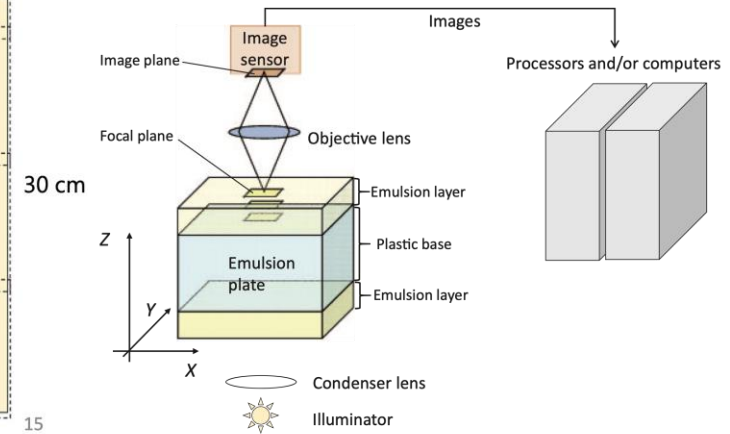 Images
Image
sensor
Image plane
Processors and/or computers
Focal plane
Objective lens
30 cm
Emulsion layer
Z
Plastic base
Emulsion
plate
Y
Emulsion layer
X
Condenser lens
Illuminator
15